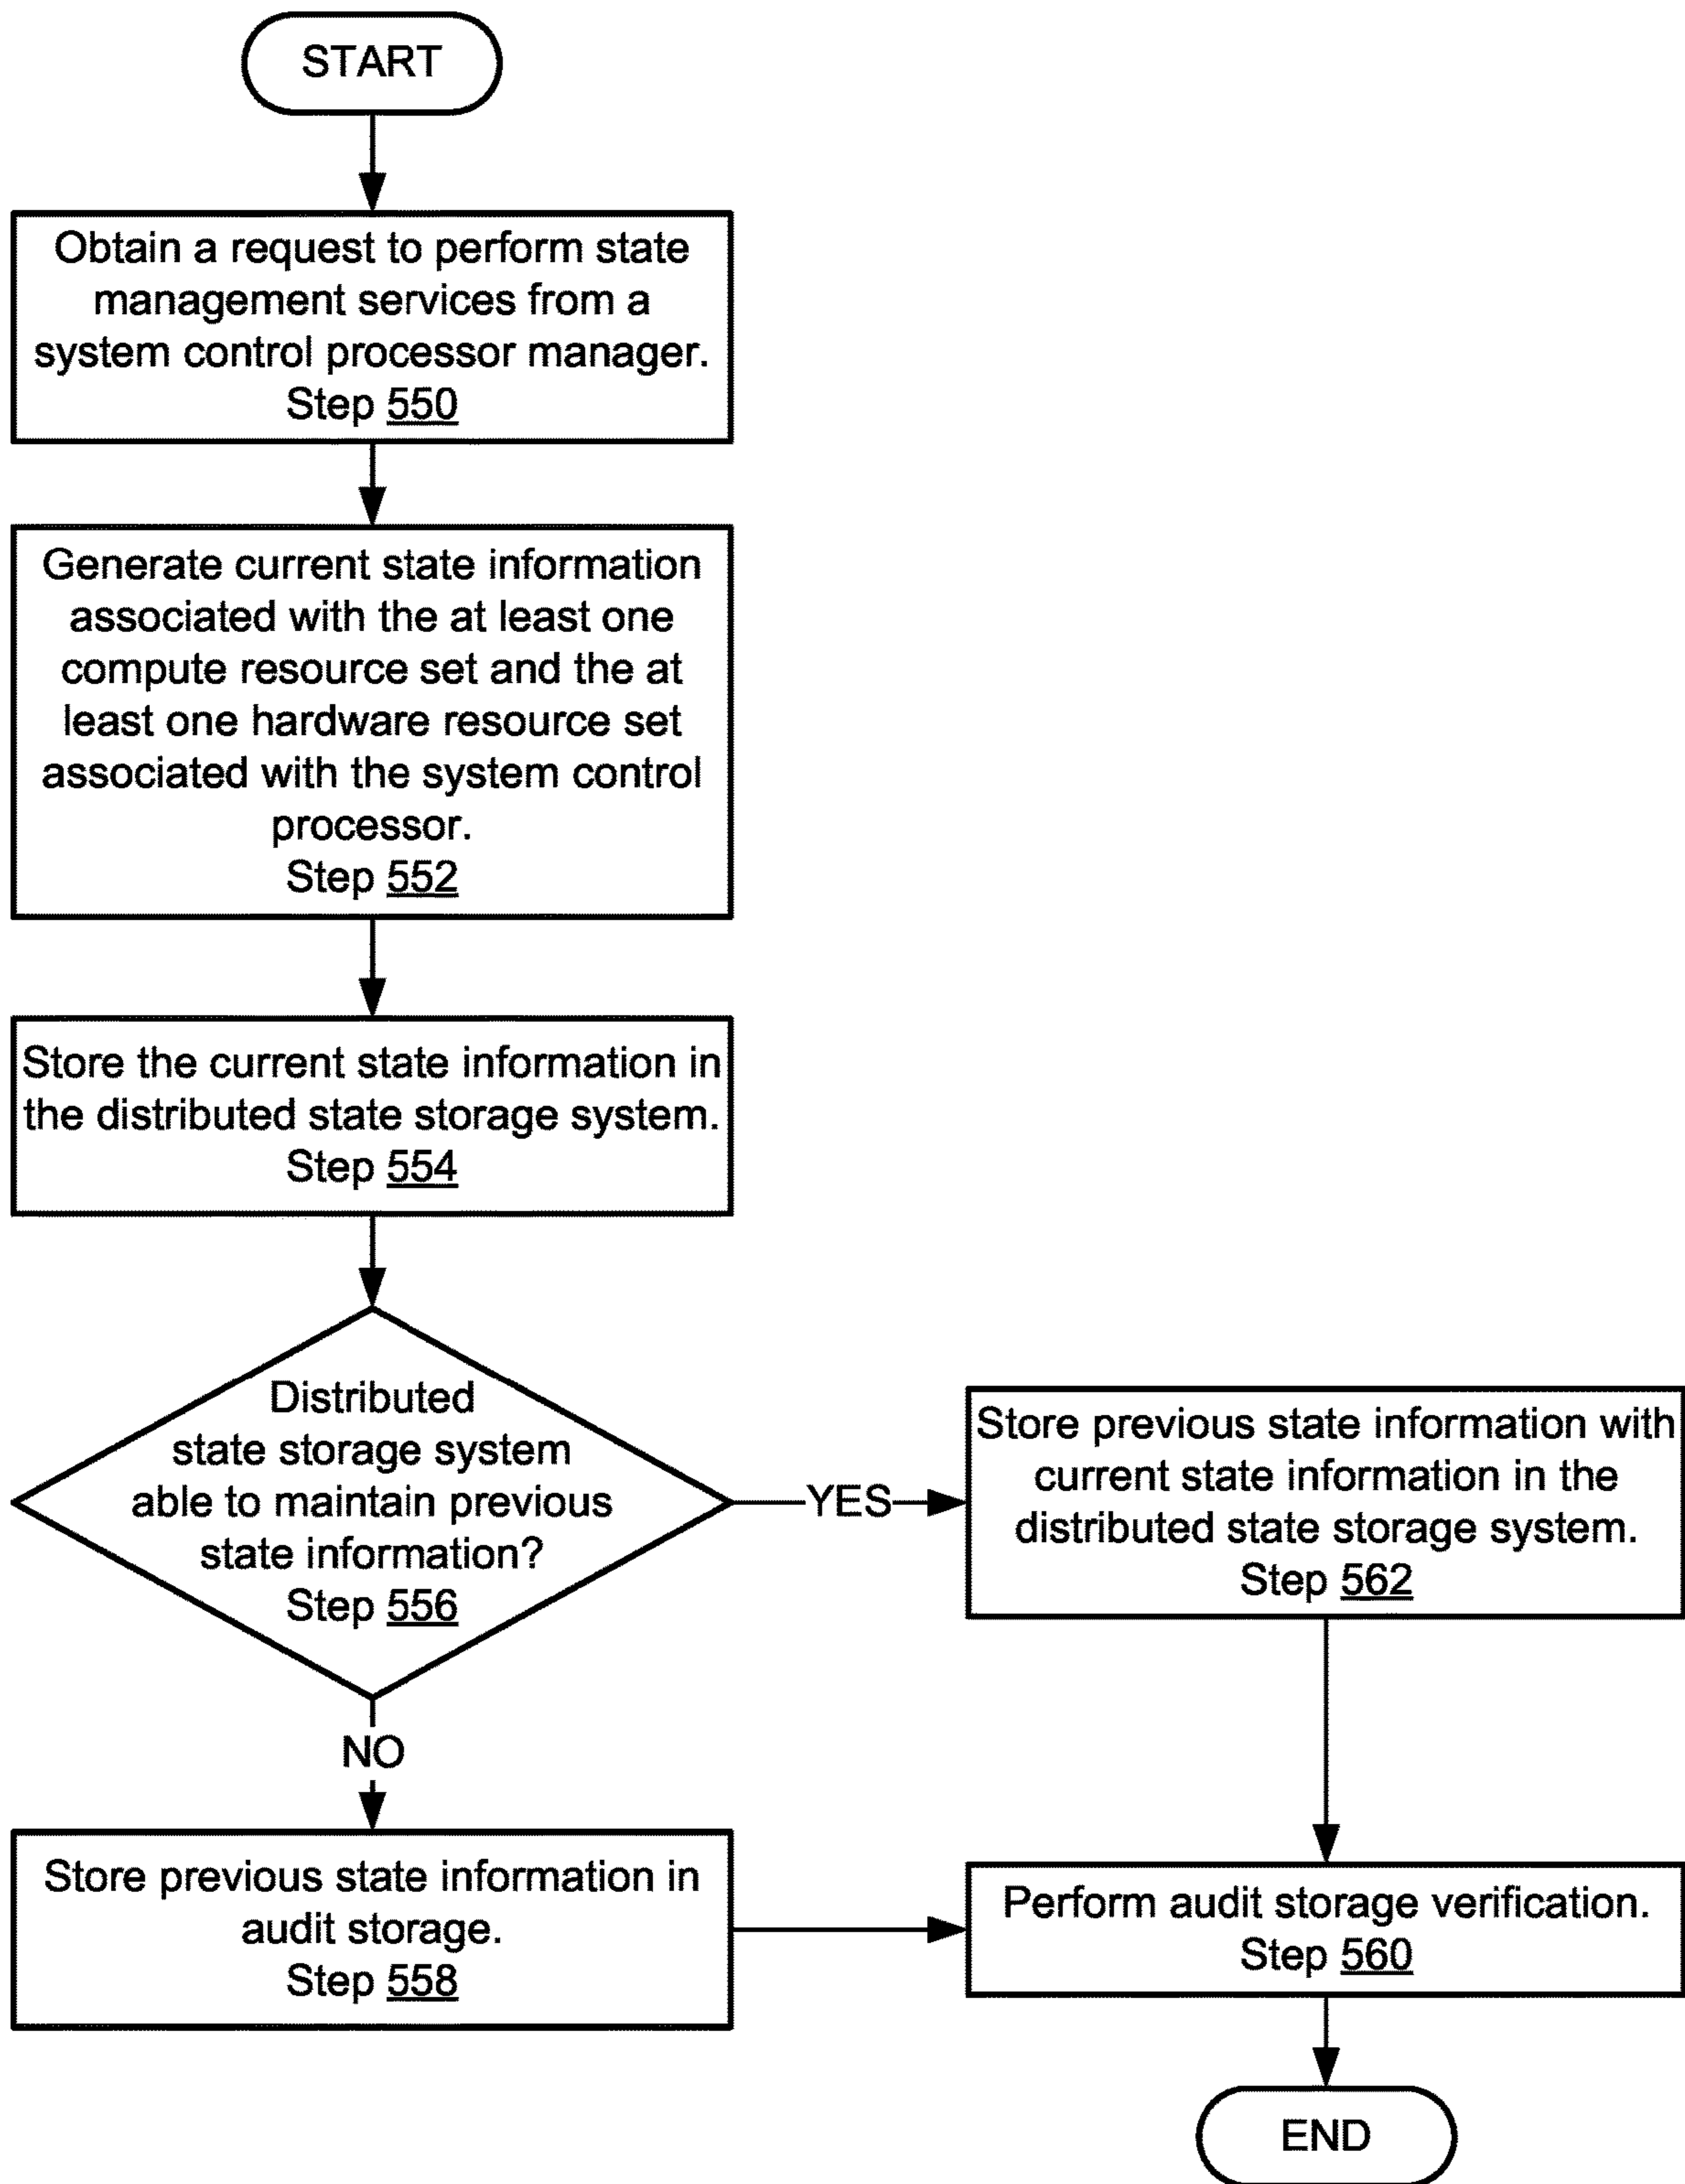 START
Obtain a request to perform state
management services from a
system control processor manager.
Step 550
Generate current state information
associated with the at least one
compute resource set and the at
least one hardware resource set
associated with the system control
processor.
Step 552
Store the current state information in
the distributed state storage system.
Step 554
Distributed
state storage system
able to maintain previous
state information?
Step 556
YES
Store previous state information with
current state information in the
distributed state storage system.
Step 562
NO
Store previous state information in
audit storage.
Step 558
Perform audit storage verification.
Step 560
END